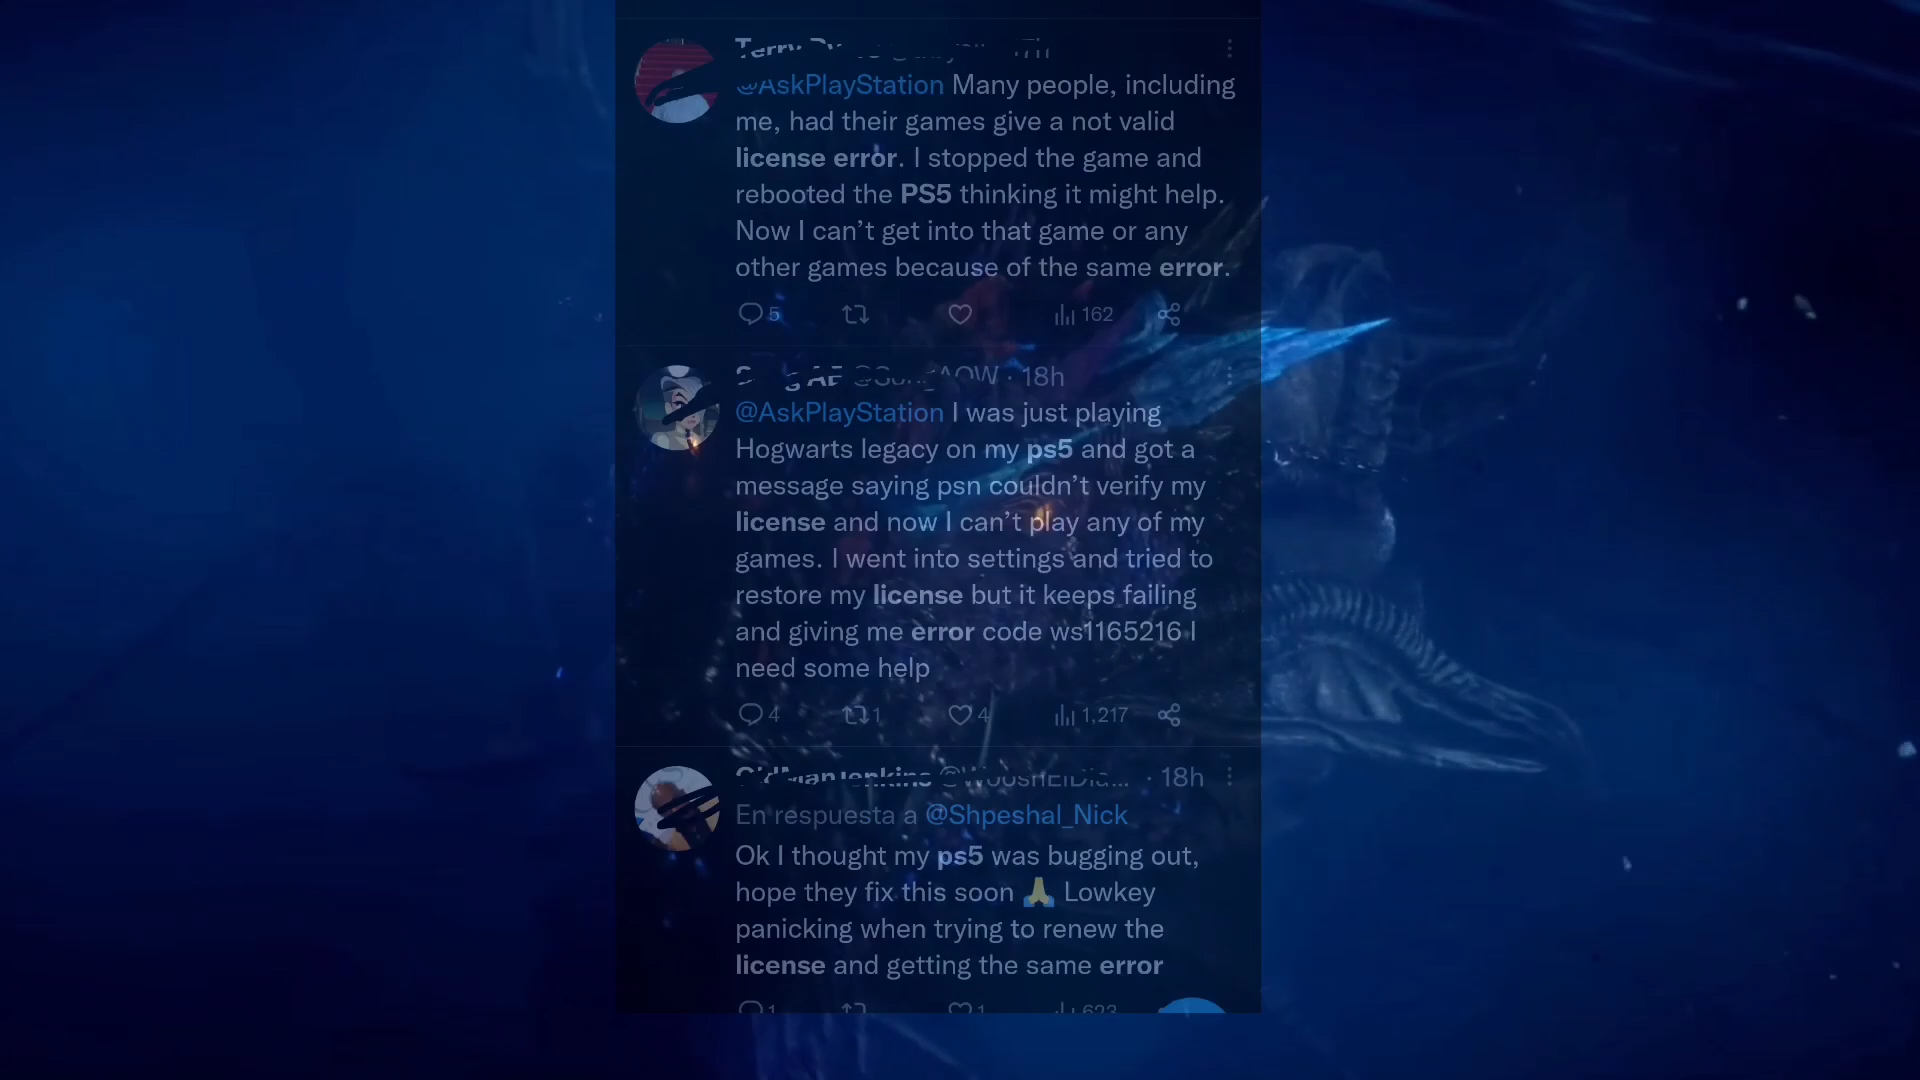 @AskPlayStation Many people, including
me, had their games give a not valid
license error. I stopped the game and
rebooted the PS5 thinking it might help.
Now I can’t get into that game or any
other games because of the same error.
5 162
18h
@AskPlayStation I was just playing
Hogwarts legacy on my ps5 and got a
message saying psn couldn’t verify my
license and now I can’t play any of my
games. I went into settings and tried to
restore my license but it keeps failing
and giving me error code ws1165216 I
need some help
4 1 4 1,217
· 18h
En respuesta a @Shpeshal_Nick
Ok I thought my ps5 was bugging out,
hope they fix this soon 🙏 Lowkey
panicking when trying to renew the
license and getting the same error
1 1 623